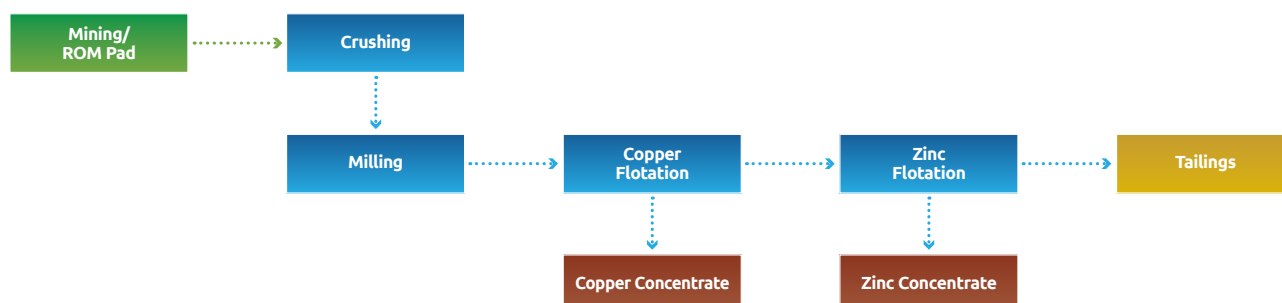 Mining/
ROM Pad
Crushing
Milling
Copper
Flotation
Zinc
Flotation
Tailings
Copper Concentrate
Zinc Concentrate